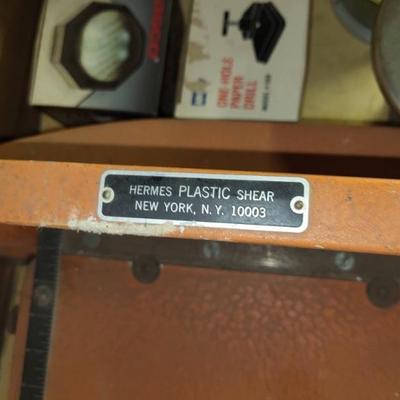 ONE-HOLE
PAPER
DRILL
HERMES PLASTIC SHEAR
NEW YORK, N.Y. 10003